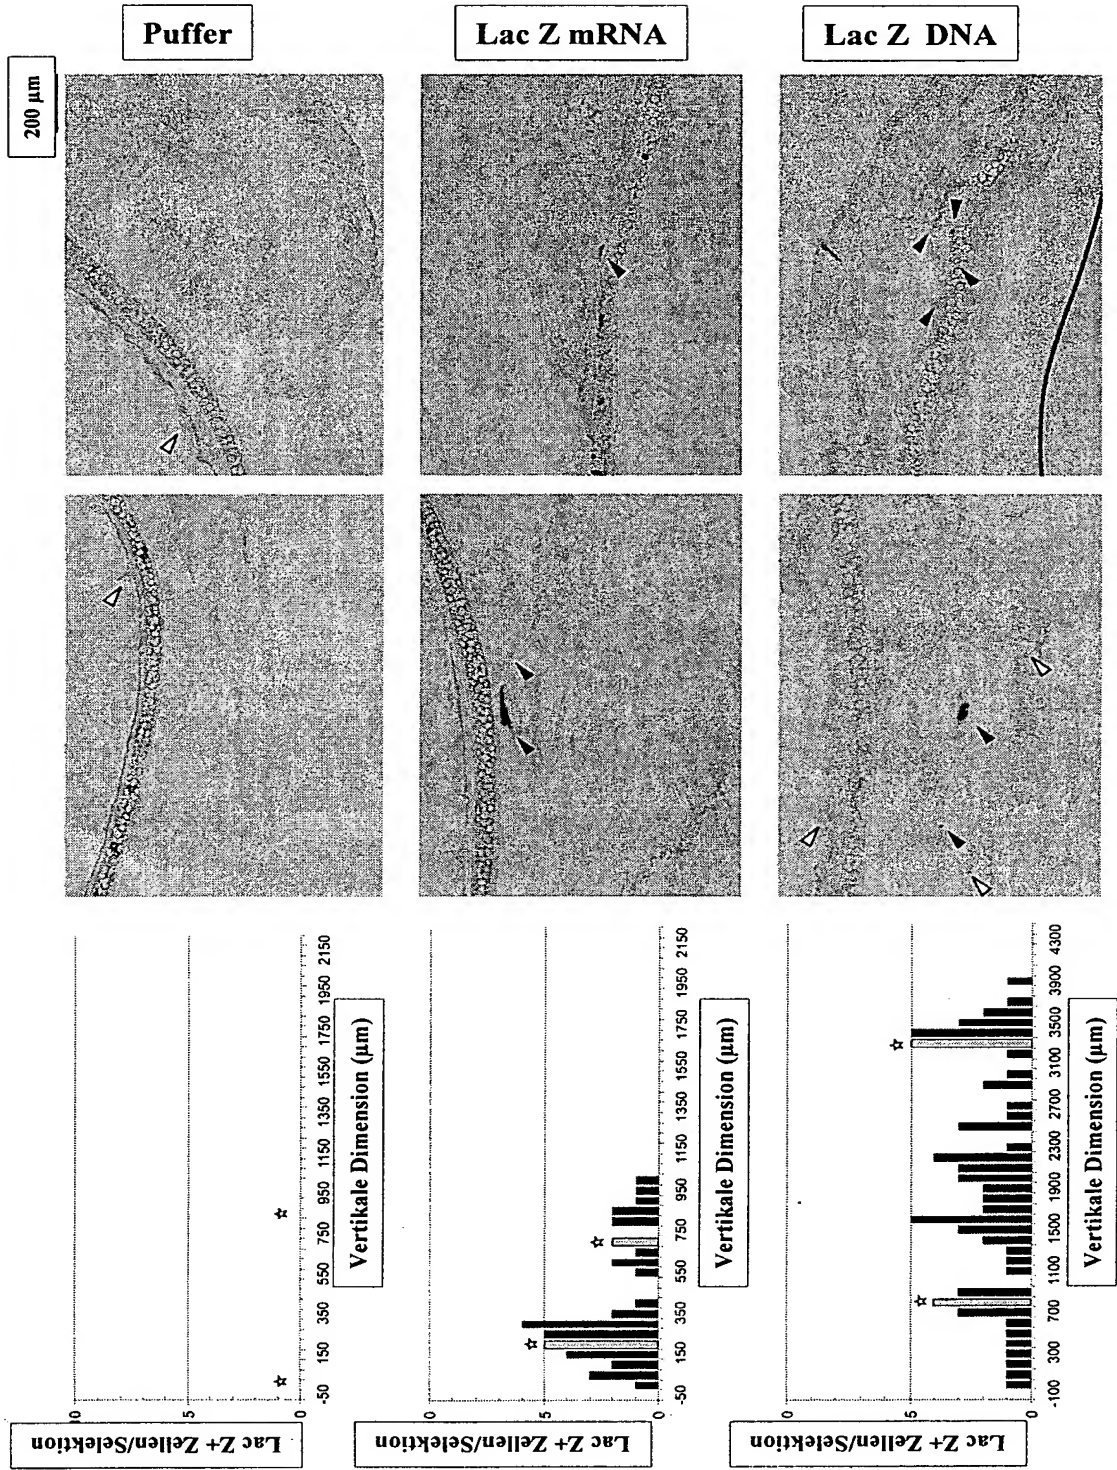 200 µm
Puffer
Lac Z mRNA
Lac Z DNA
Lac Z+ Zellen/Selektion
5
0
-50 150 350 550 750 950 1150 1350 1550 1750 1950 2150
Vertikale Dimension (µm)
Lac Z+ Zellen/Selektion
0
5
0
-50 150 350 550 750 950 1150 1350 1550 1750 1950 2150
Vertikale Dimension (µm)
Lac Z+ Zellen/Selektion
0
5
0
-100 300 700 1100 1500 1900 2300 2700 3100 3500 3900 4300
Vertikale Dimension (µm)